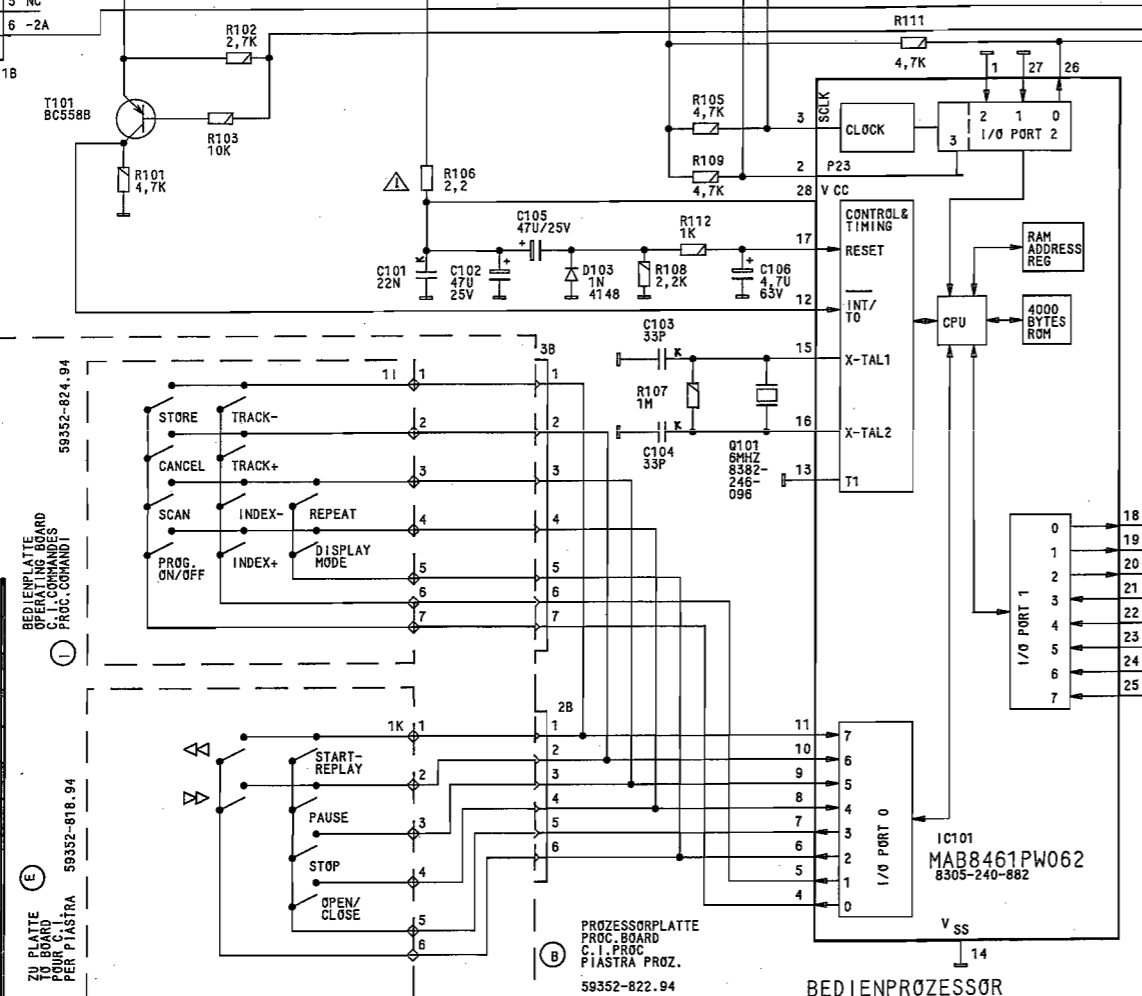 5 NC
6 -2A
1B
R102
2,7K
T101
BC558B
R103
10K
R101
4,7K
R106
2,2
R105
4,7K
R109
4,7K
R111
4,7K
1
27
26
3
SCLK
CLOCK
2 1 0
3
I/O PORT 2
2
P23
28
V CC
CONTROL&
TIMING
RESET
17
C105
47U/25V
+
R112
1K
K
C101
22N
C102
47U
25V
+
D103
1N
4148
R108
2,2K
+
C106
4,7U
63V
12
INT/
T0
RAM
ADDRESS
REG
CPU
4000
BYTES
ROM
C103
33P
K
15
X-TAL1
R107
1M
K
C104
33P
16
X-TAL2
Q101
6MHZ
8382-
246-
096
13
T1
59352-824.94
3B
11
1
1
1
STORE
TRACK-
2
2
2
CANCEL
TRACK+
3
3
3
SCAN
INDEX-
REPEAT
4
4
4
PROG.
ON/OFF
INDEX+
DISPLAY
MODE
5
5
5
6
6
6
7
7
7
BEDIENPLATTE
OPERATING BOARD
C.I.COMMANDES
PROC.COMANDI
I
0 18
1 19
2 20
3 21
4 22
5 23
6 24
7 25
I/O PORT 1
2B
1K
1
1
START-
REPLAY
2
2
PAUSE
3
3
STOP
4
4
OPEN/
CLOSE
5
5
6
6
11 7
10 6
9 5
8 4
7 3
6 2
5 1
4 0
I/O PORT 0
IC101
MAB8461PW062
8305-240-882
V SS
14
59352-818.94
E
ZU PLATTE
TO BOARD
POUR C.I.
PER PIASTRA
B
PROZESSORPLATTE
PROC.BOARD
C.I.PROC
PIASTRA PROZ.
59352-822.94
BEDIENPROZESSOR